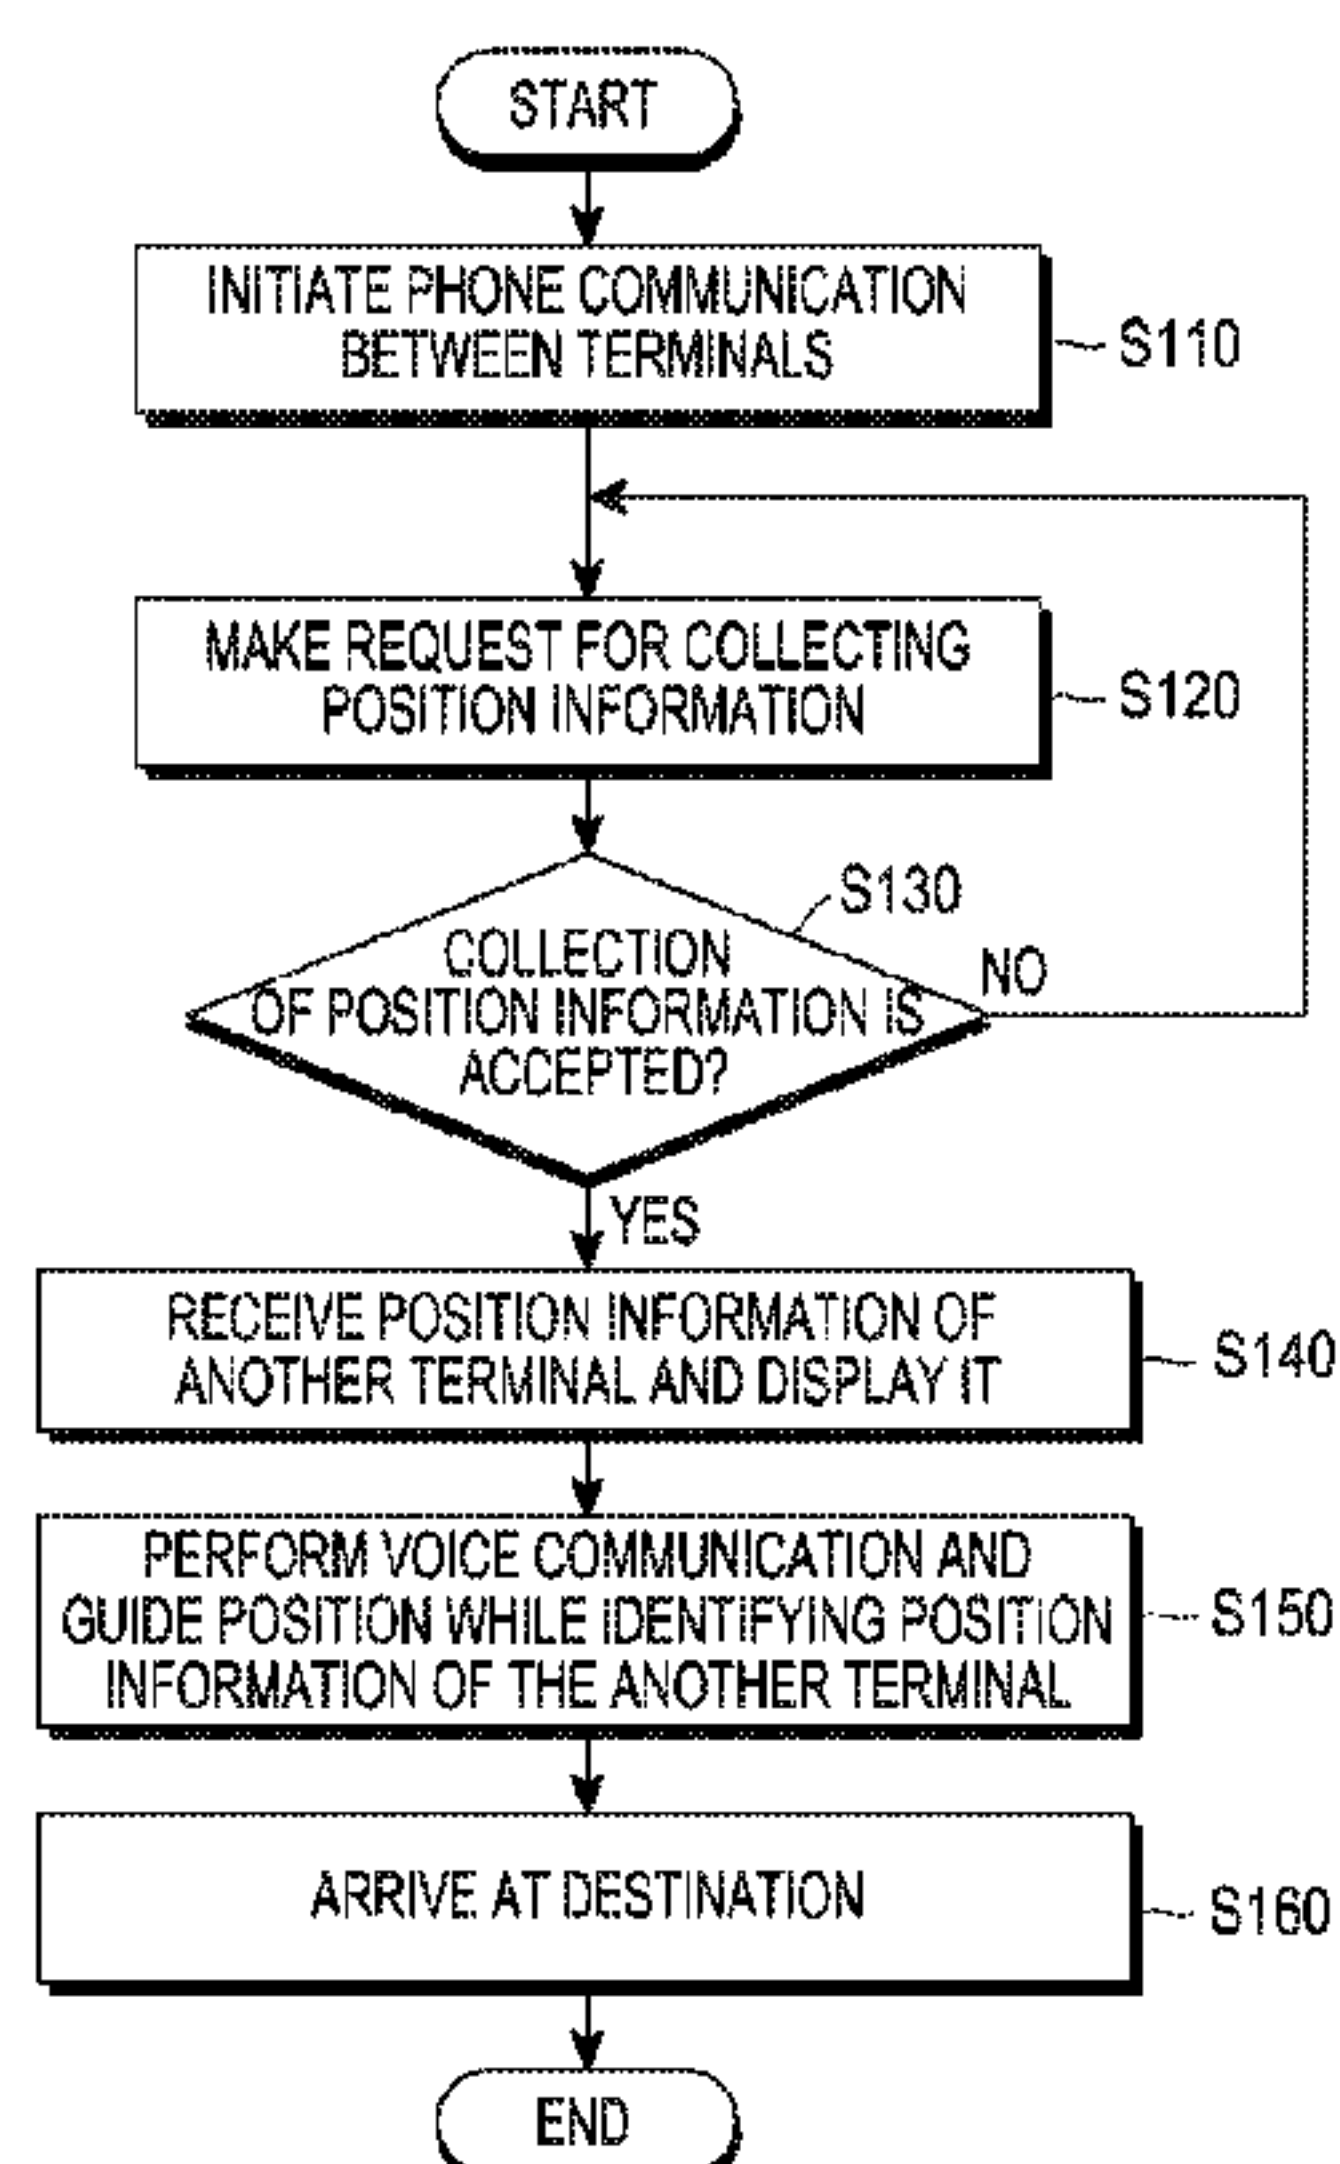 START
INITIATE PHONE COMMUNICATION
BETWEEN TERMINALS
S110
MAKE REQUEST FOR COLLECTING
POSITION INFORMATION
S120
S130
COLLECTION
OF POSITION INFORMATION IS
ACCEPTED?
NO
YES
RECEIVE POSITION INFORMATION OF
ANOTHER TERMINAL AND DISPLAY IT
S140
PERFORM VOICE COMMUNICATION AND
GUIDE POSITION WHILE IDENTIFYING POSITION
INFORMATION OF THE ANOTHER TERMINAL
S150
ARRIVE AT DESTINATION
S160
END